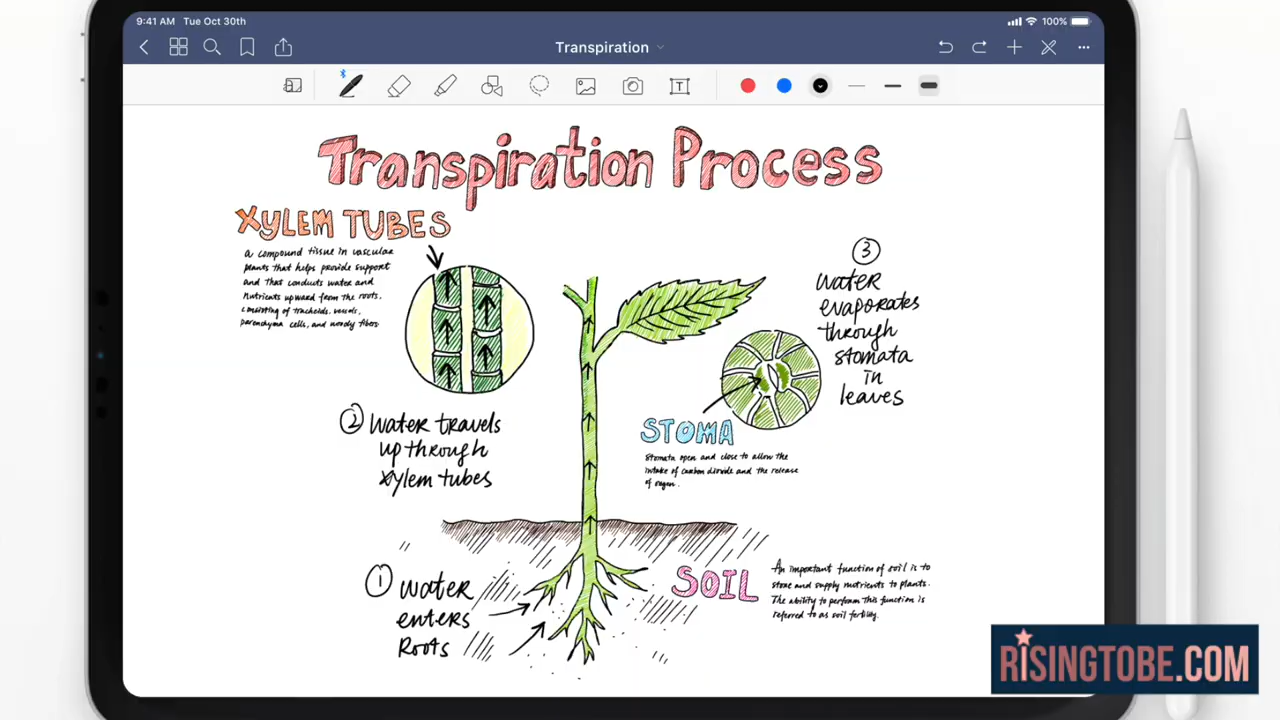 9:41 AM Tue Oct 30th
100%
Transpiration
T
Transpiration Process
XYLEM TUBES
a compound tissue in vascular
plants that helps provide support
and that conducts water and
nutrients upward from the roots,
consisting of tracheids, vessels,
parenchyma cells, and woody fibers
② Water travels
up through
xylem tubes
③
Water
evaporates
through
stomata
in
leaves
STOMA
Stomata open and close to allow the
intake of carbon dioxide and the release
of
① Water
enters
Roots
SOIL
An important function of soil is to
store and supply nutrients to plants.
The ability to perform this function is
referred to as soil fertility.
RISINGTOBE.COM